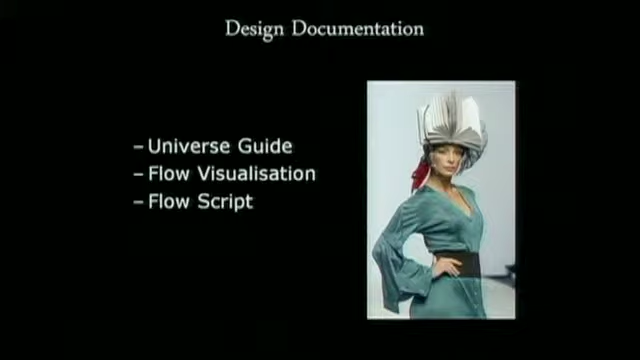 Design Documentation
– Universe Guide
– Flow Visualisation
– Flow Script